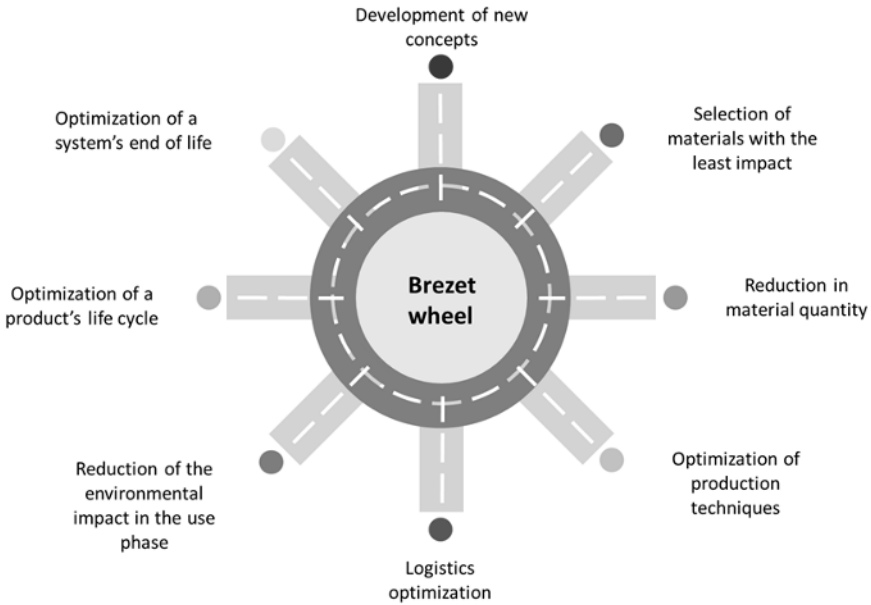 Development of new
concepts
Selection of
materials with the
least impact
Reduction in
material quantity
Optimization of
production
techniques
Logistics
optimization
Reduction of the
environmental
impact in the use
phase
Optimization of a
product's life cycle
Optimization of a
system's end of life
Brezet
wheel